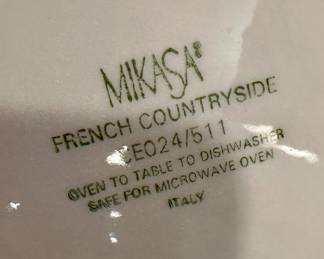 MIKASA®
FRENCH COUNTRYSIDE
CE024/511
OVEN TO TABLE TO DISHWASHER
SAFE FOR MICROWAVE OVEN
ITALY